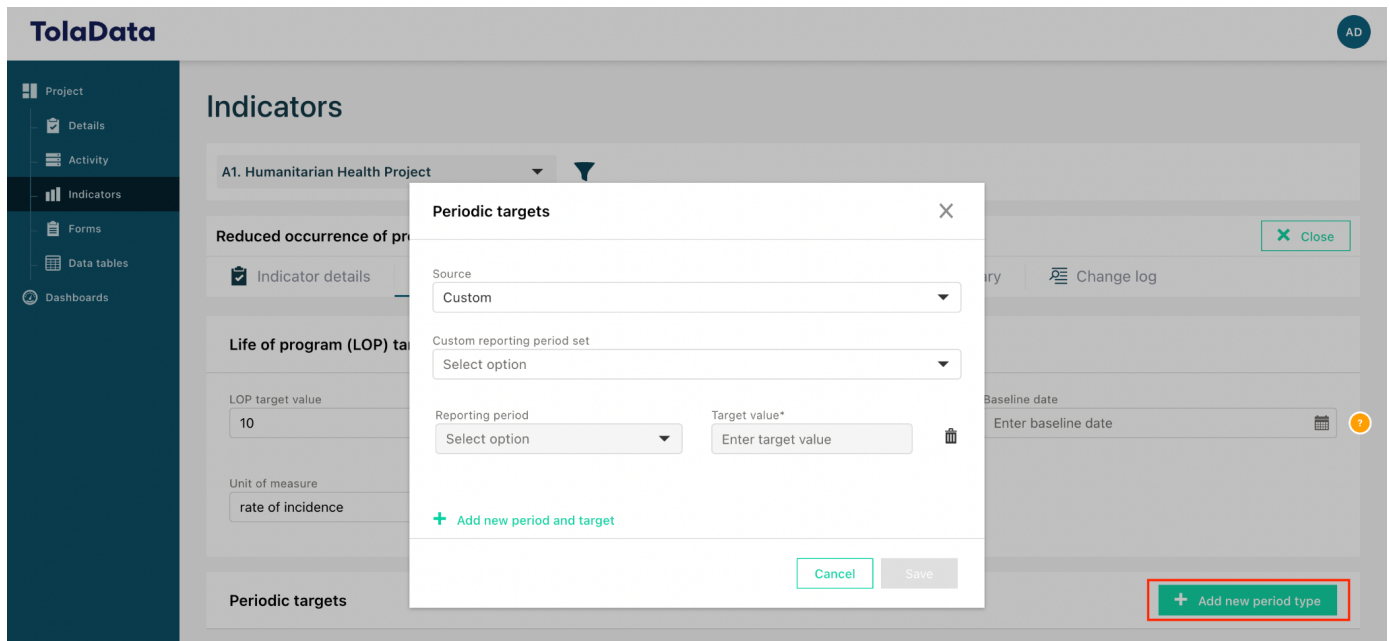 TolaData
AD
Project
Details
Activity
Indicators
Forms
Data tables
Dashboards
Indicators
A1. Humanitarian Health Project
Reduced occurrence of pr
Close
Indicator details
ry
Change log
Life of program (LOP) ta
LOP target value
10
Baseline date
Enter baseline date
?
Unit of measure
rate of incidence
Periodic targets
Add new period type
Periodic targets
Source
Custom
Custom reporting period set
Select option
Reporting period
Target value*
Select option
Enter target value
Add new period and target
Cancel
Save